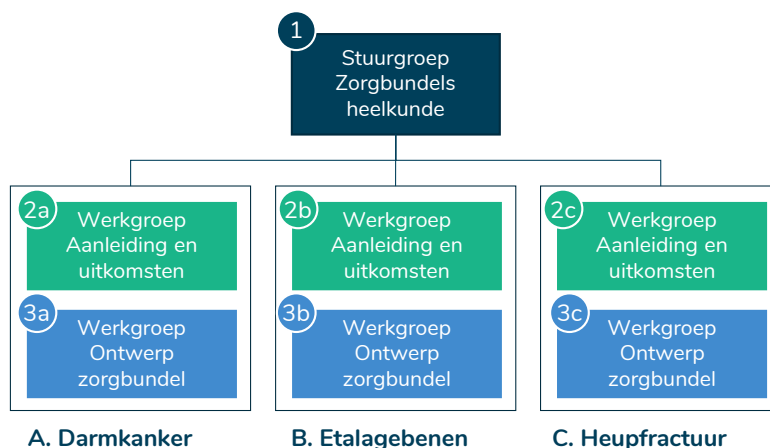 1
Stuurgroep
Zorgbundels
heelkunde
2a
Werkgroep
Aanleiding en
uitkomsten
3a
Werkgroep
Ontwerp
zorgbundel
A. Darmkanker
2b
Werkgroep
Aanleiding en
uitkomsten
3b
Werkgroep
Ontwerp
zorgbundel
B. Etalagebenen
2c
Werkgroep
Aanleiding en
uitkomsten
3c
Werkgroep
Ontwerp
zorgbundel
C. Heupfractuur